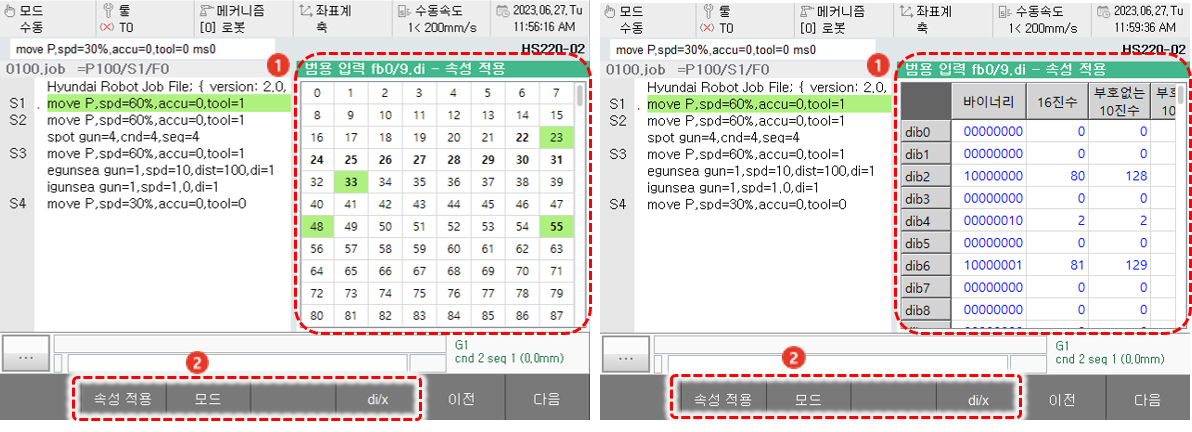 모드
수동
툴
(X) T0
메커니즘
[0] 로봇
좌표계
축
수동속도
1< 200mm/s
2023,06,27, Tu
11:56:16 AM
move P,spd=30%,accu=0,tool=0 ms0
HS220-02
0100,job =P100/S1/F0
Hyundai Robot Job File; { version: 2,0,
S1 move P,spd=60%,accu=0,tool=1
S2 move P,spd=60%,accu=0,tool=1
spot gun=4,cnd=4,seq=4
S3 move P,spd=60%,accu=0,tool=1
egunsea gun=1,spd=10,dist=100,di=1
igunsea gun=1,spd=1,0,di=1
S4 move P,spd=30%,accu=0,tool=0
1
범용 입력 fb0/9,di - 속성 적용
0 1 2 3 4 5 6 7
8 9 10 11 12 13 14 15
16 17 18 19 20 21 22 23
24 25 26 27 28 29 30 31
32 33 34 35 36 37 38 39
40 41 42 43 44 45 46 47
48 49 50 51 52 53 54 55
56 57 58 59 60 61 62 63
64 65 66 67 68 69 70 71
72 73 74 75 76 77 78 79
80 81 82 83 84 85 86 87
...
G1
cnd 2 seq 1 (0,0mm)
2
속성 적용 모드 di/x 이전 다음
모드
수동
툴
(X) T0
메커니즘
[0] 로봇
좌표계
축
수동속도
1< 200mm/s
2023,06,27, Tu
11:59:36 AM
move P,spd=30%,accu=0,tool=0 ms0
HS220-02
0100,job =P100/S1/F0
Hyundai Robot Job File; { version: 2,0,
S1 move P,spd=60%,accu=0,tool=1
S2 move P,spd=60%,accu=0,tool=1
spot gun=4,cnd=4,seq=4
S3 move P,spd=60%,accu=0,tool=1
egunsea gun=1,spd=10,dist=100,di=1
igunsea gun=1,spd=1,0,di=1
S4 move P,spd=30%,accu=0,tool=0
1
범용 입력 fb0/9,di - 속성 적용
바이너리 16진수 부호없는 부호
10진수 10
dib0 00000000 0 0
dib1 00000000 0 0
dib2 10000000 80 128
dib3 00000000 0 0
dib4 00000010 2 2
dib5 00000000 0 0
dib6 10000001 81 129
dib7 00000000 0 0
dib8 00000000 0 0
...
G1
cnd 2 seq 1 (0,0mm)
2
속성 적용 모드 di/x 이전 다음